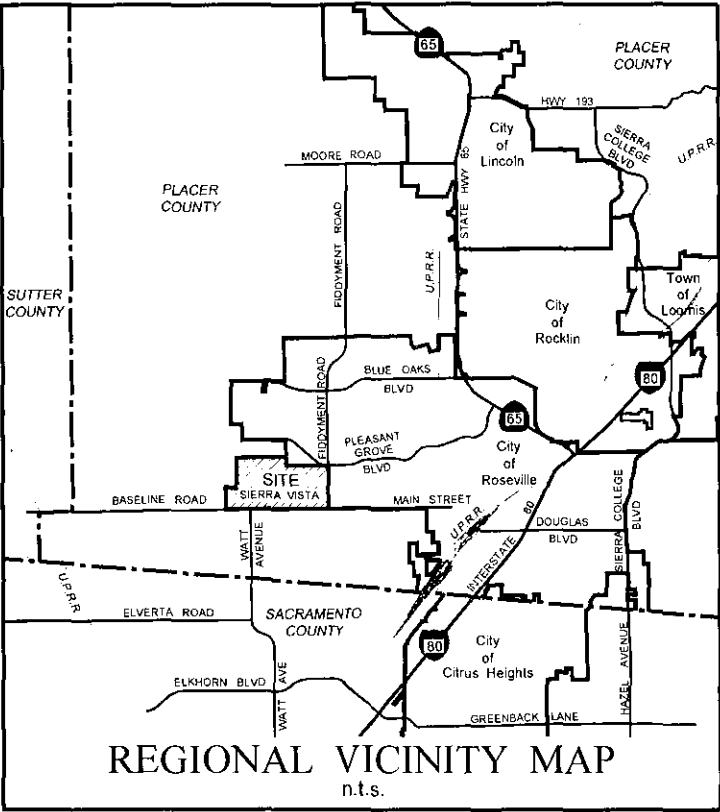 65
PLACER
COUNTY
HWY 193
City
of
Lincoln
SIERRA
COLLEGE
BLVD
U.P.R.R.
MOORE ROAD
STATE HWY 65
PLACER
COUNTY
FIDDYMENT ROAD
U.P.R.R.
SUTTER
COUNTY
Town
of
Loomis
City
of
Rocklin
BLUE OAKS
BLVD
80
FIDDYMENT ROAD
65
PLEASANT
GROVE
BLVD
City
of
Roseville
SITE
SIERRA VISTA
BASELINE ROAD
MAIN STREET
WATT
AVENUE
U.P.R.R.
INTERSTATE 80
DOUGLAS
BLVD
SIERRA COLLEGE
BLVD
U.P.R.R.
ELVERTA ROAD
SACRAMENTO
COUNTY
80
City
of
Citrus Heights
HAZEL AVENUE
ELKHORN BLVD
WATT AVE
GREENBACK LANE
REGIONAL VICINITY MAP
n.t.s.